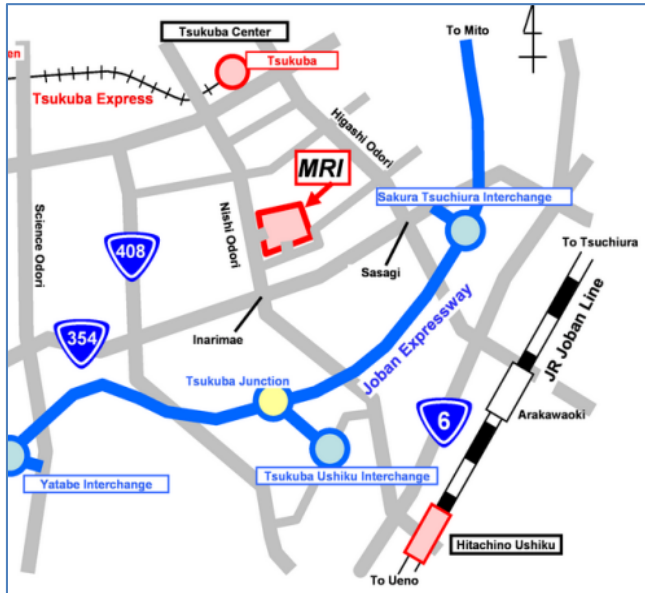 Tsukuba Center
To Mito
en
Tsukuba
Tsukuba Express
Higashi Odori
MRI
Sakura Tsuchiura Interchange
Science Odori
Nishi Odori
408
To Tsuchiura
Sasagi
354
Inarimae
Joban Expressway
JR Joban Line
Tsukuba Junction
6
Arakawaoki
Yatabe Interchange
Tsukuba Ushiku Interchange
Hitachino Ushiku
To Ueno